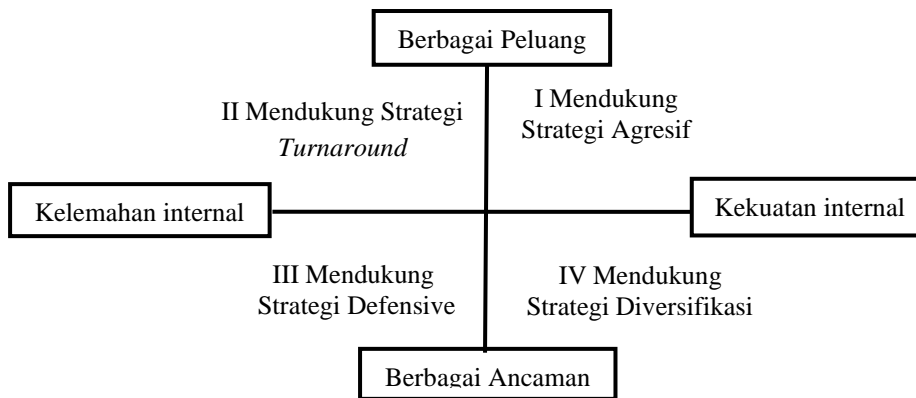 Berbagai Peluang
II Mendukung Strategi
Turnaround
I Mendukung
Strategi Agresif
Kelemahan internal
Kekuatan internal
III Mendukung
Strategi Defensive
IV Mendukung
Strategi Diversifikasi
Berbagai Ancaman